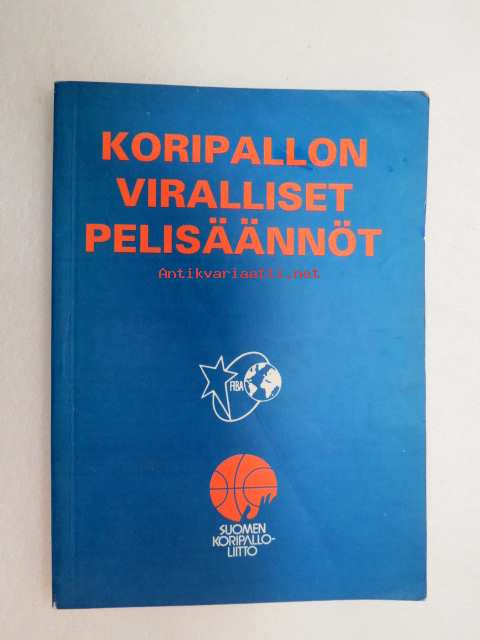 KORIPALLON
VIRALLISET
PELISÄÄNNÖT
Antikvariaatti.net
FIBA
SUOMEN
KORIPALLO-
LIITTO